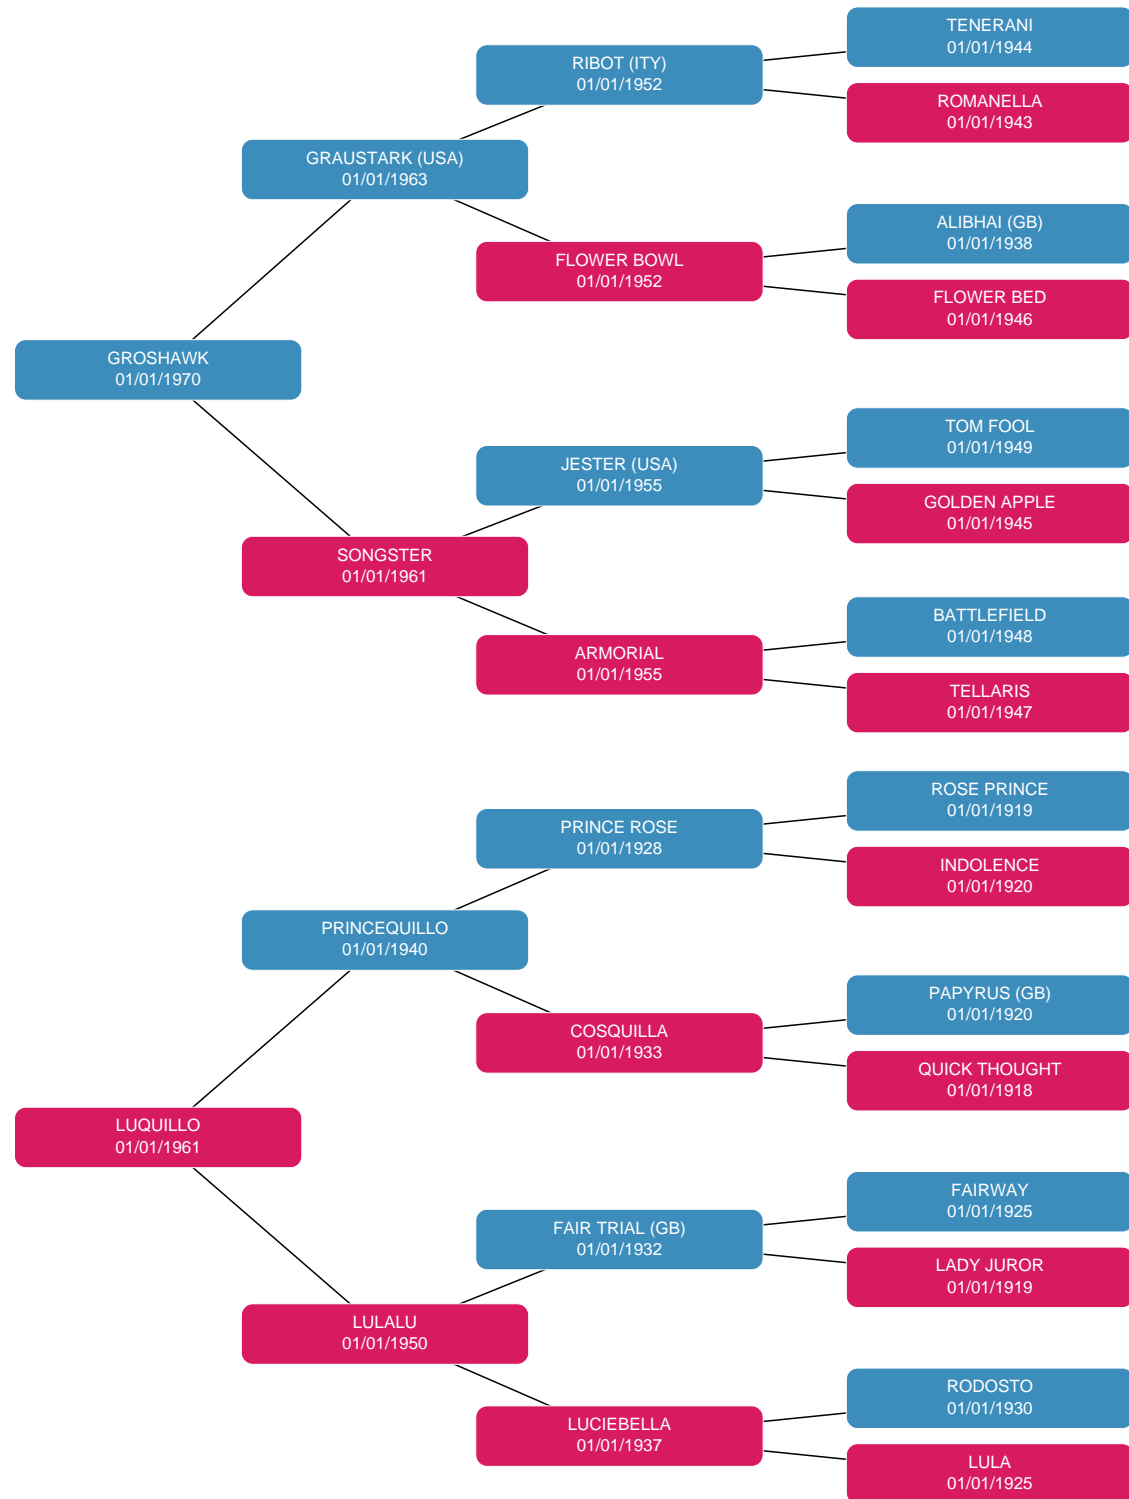 TENERANI
01/01/1944
RIBOT (ITY)
01/01/1952
ROMANELLA
01/01/1943
GRAUSTARK (USA)
01/01/1963
ALIBHAI (GB)
01/01/1938
FLOWER BOWL
01/01/1952
FLOWER BED
01/01/1946
GROSHAWK
01/01/1970
TOM FOOL
01/01/1949
JESTER (USA)
01/01/1955
GOLDEN APPLE
01/01/1945
SONGSTER
01/01/1961
BATTLEFIELD
01/01/1948
ARMORIAL
01/01/1955
TELLARIS
01/01/1947
ROSE PRINCE
01/01/1919
PRINCE ROSE
01/01/1928
INDOLENCE
01/01/1920
PRINCEQUILLO
01/01/1940
PAPYRUS (GB)
01/01/1920
COSQUILLA
01/01/1933
QUICK THOUGHT
01/01/1918
LUQUILLO
01/01/1961
FAIRWAY
01/01/1925
FAIR TRIAL (GB)
01/01/1932
LADY JUROR
01/01/1919
LULALU
01/01/1950
RODOSTO
01/01/1930
LUCIEBELLA
01/01/1937
LULA
01/01/1925